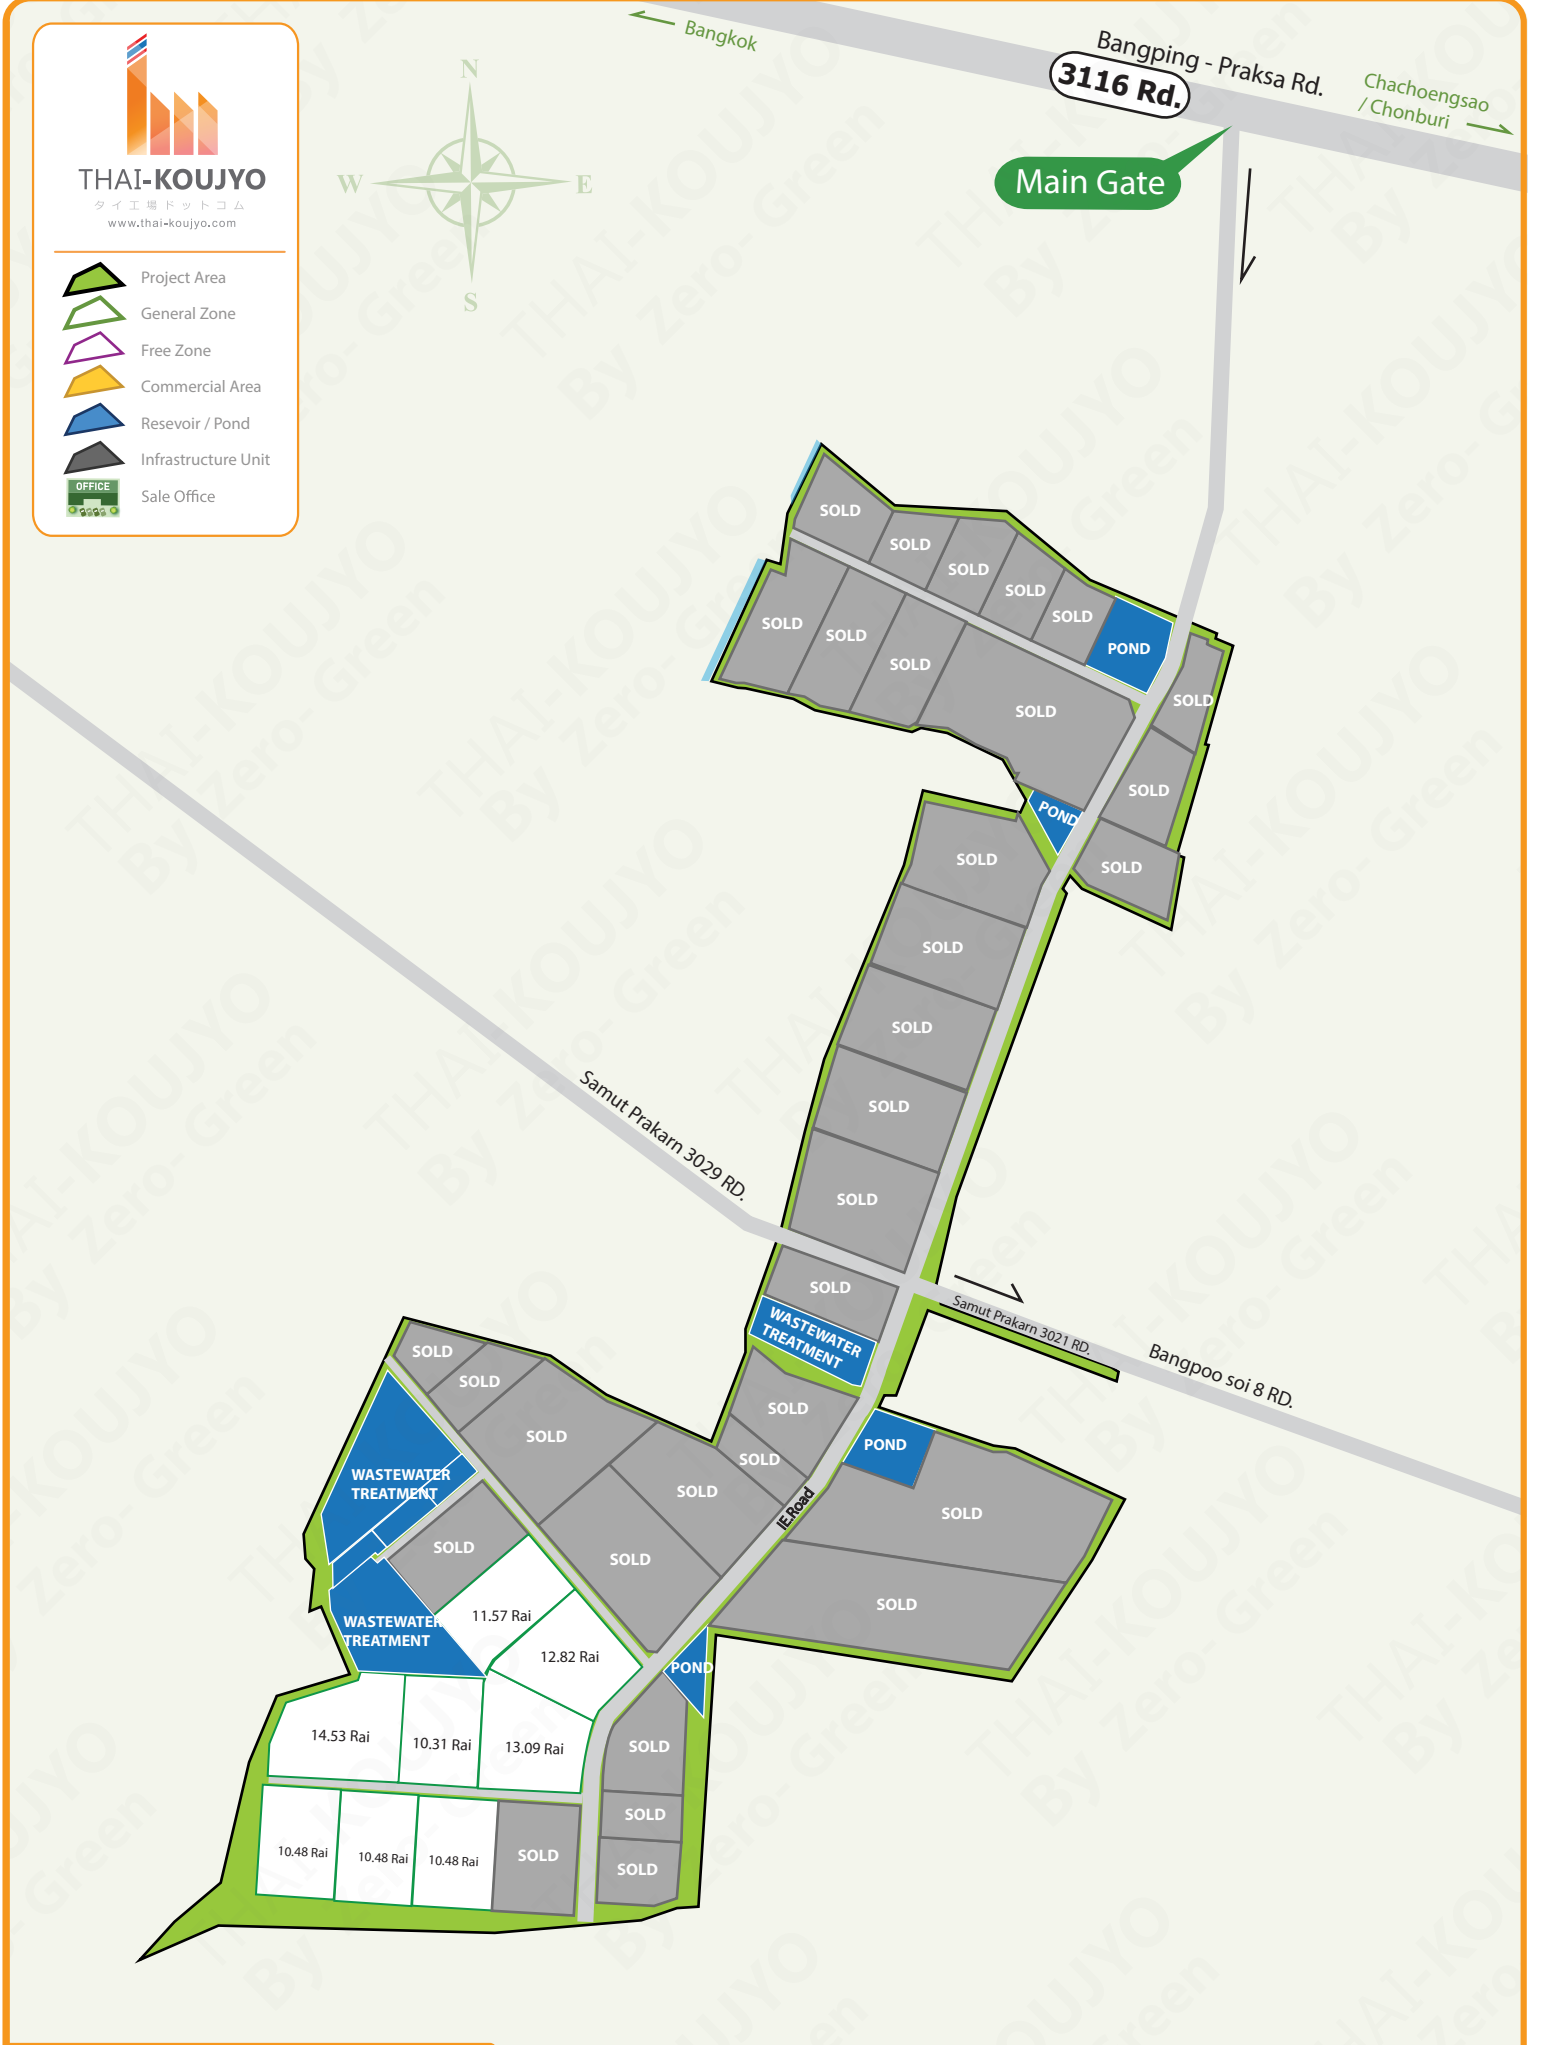 Bangkok
Bangping - Praksa Rd.
3116 Rd.
Chachoengsao
/ Chonburi
Main Gate
N
W
E
S
THAI-KOUJYO
タイ工場ドットコム
www.thai-koujyo.com
Project Area
General Zone
Free Zone
Commercial Area
Resevoir / Pond
Infrastructure Unit
OFFICE
Sale Office
SOLD
SOLD
SOLD
SOLD
SOLD
POND
SOLD
SOLD
SOLD
SOLD
SOLD
SOLD
POND
SOLD
SOLD
SOLD
SOLD
SOLD
Samut Prakarn 3029 RD.
SOLD
SOLD
WASTEWATER
TREATMENT
Samut Prakarn 3021 RD.
Bangpoo soi 8 RD.
SOLD
SOLD
SOLD
SOLD
SOLD
SOLD
SOLD
POND
SOLD
IE.Road
WASTEWATER
TREATMENT
SOLD
SOLD
SOLD
WASTEWATER
TREATMENT
11.57 Rai
12.82 Rai
POND
14.53 Rai
10.31 Rai
13.09 Rai
SOLD
SOLD
10.48 Rai
10.48 Rai
10.48 Rai
SOLD
SOLD
THAI-KOUJYO
By Zero-Green